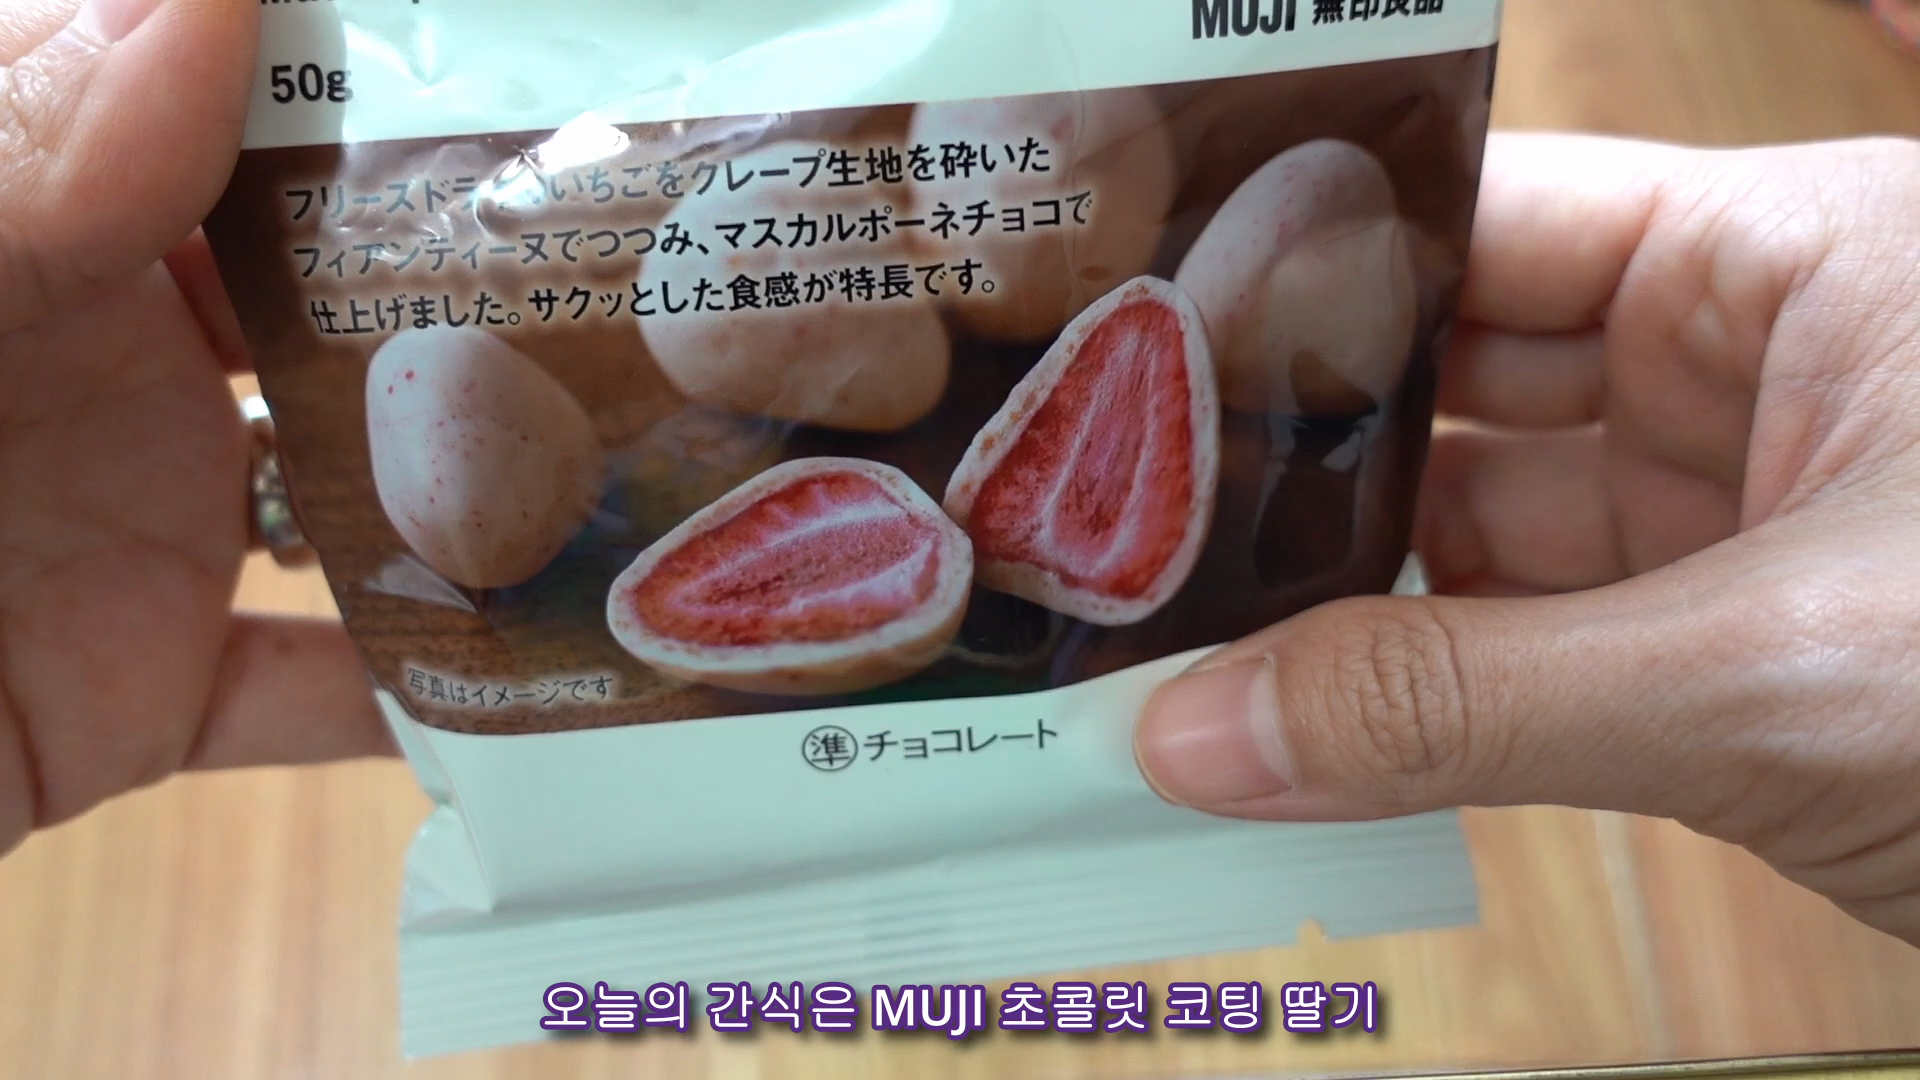 MUJI 無印良品
50g
フリーズドライのいちごをクレープ生地を砕いた
フィアンティーヌでつつみ、マスカルポーネチョコで
仕上げました。サクッとした食感が特長です。
写真はイメージです
準チョコレート
오늘의 간식은 MUJI 초콜릿 코팅 딸기